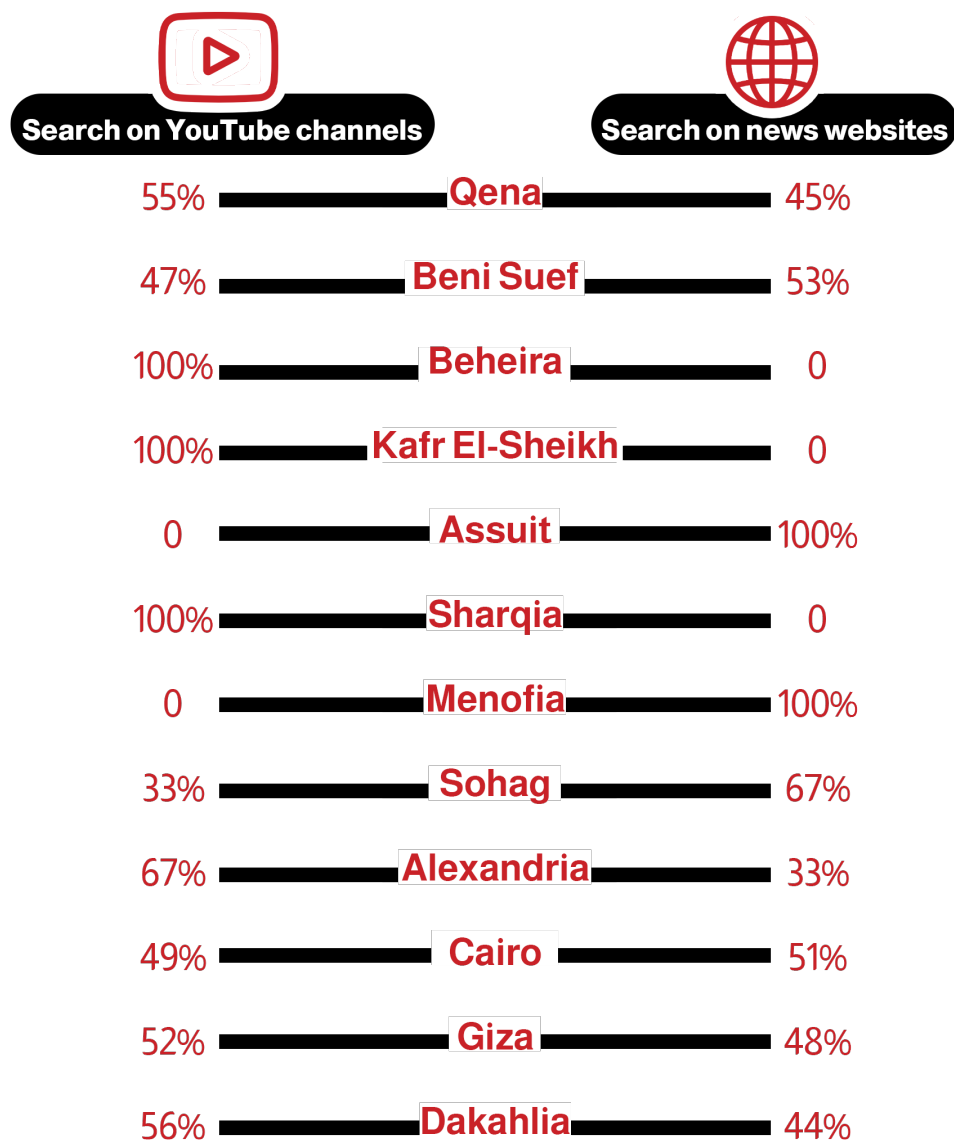 Search on YouTube channels Search on news websites
55% Qena 45%
47% Beni Suef 53%
100% Beheira 0
100% Kafr El-Sheikh 0
0 Assuit 100%
100% Sharqia 0
0 Menofia 100%
33% Sohag 67%
67% Alexandria 33%
49% Cairo 51%
52% Giza 48%
56% Dakahlia 44%